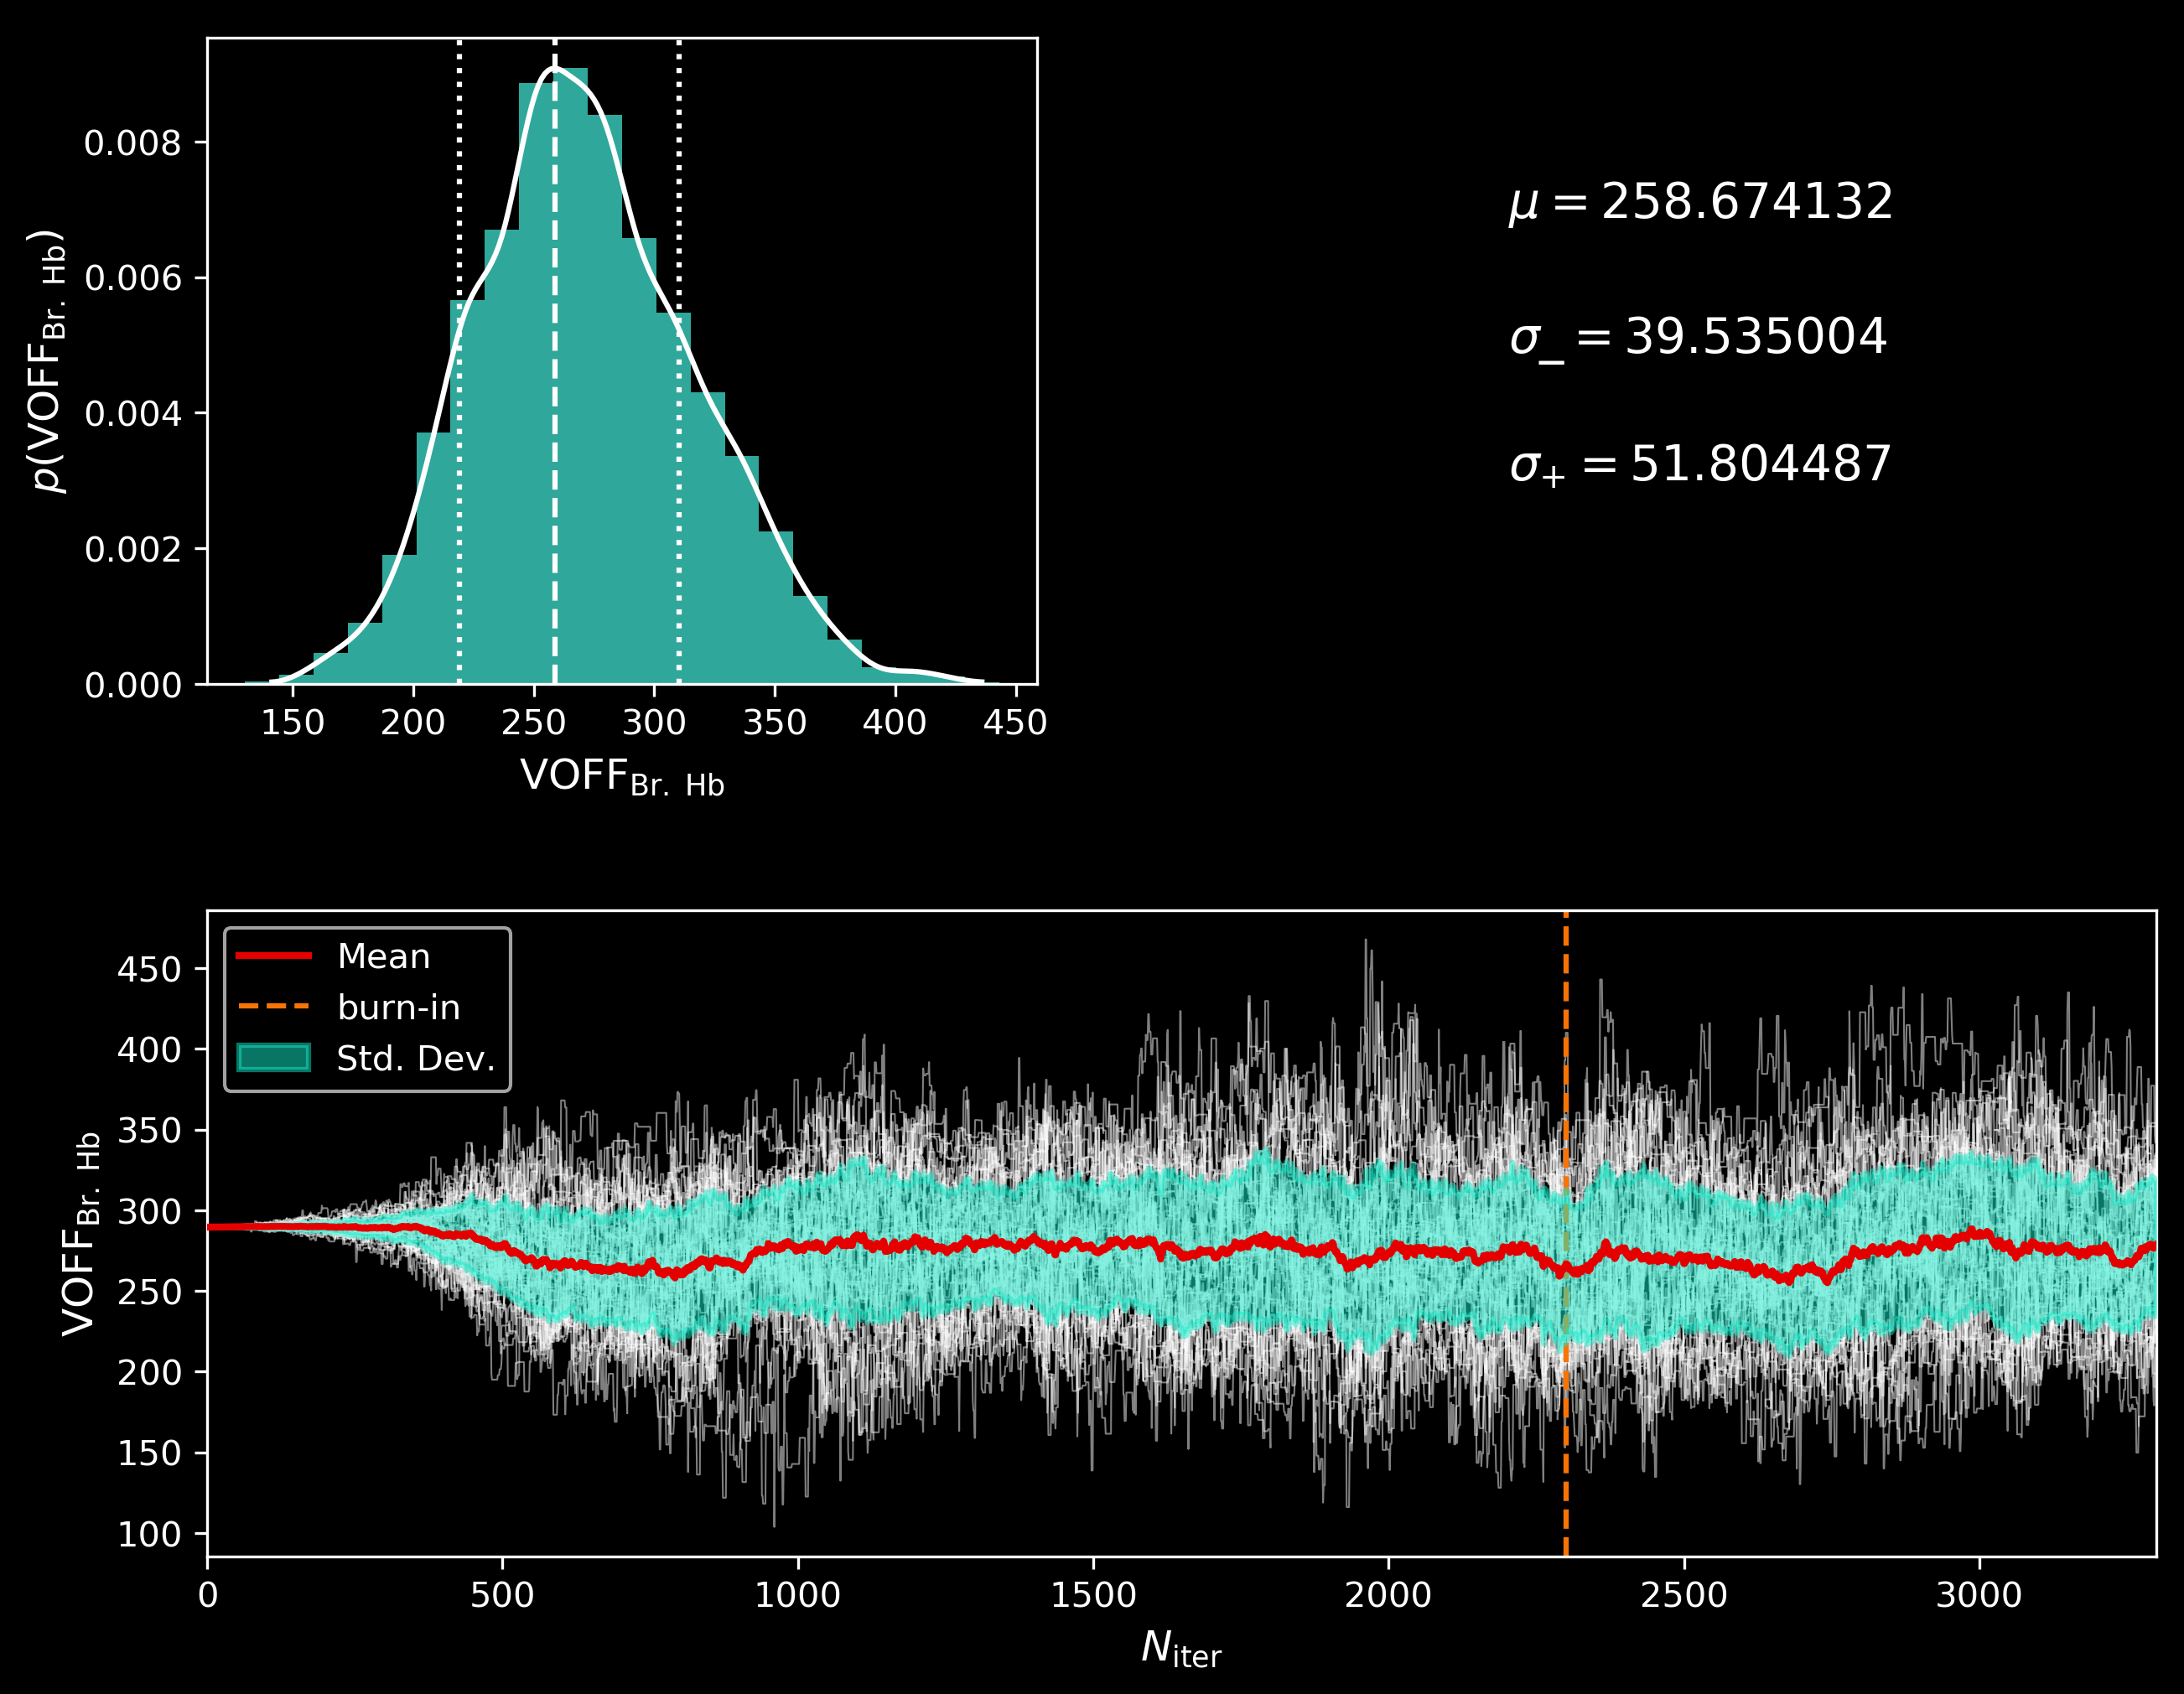 p(VOFF_Br. Hb)
0.008
0.006
0.004
0.002
0.000
150 200 250 300 350 400 450
VOFF_Br. Hb
μ = 258.674132
σ_− = 39.535004
σ_+ = 51.804487
VOFF_Br. Hb
450
400
350
300
250
200
150
100
Mean
burn-in
Std. Dev.
0 500 1000 1500 2000 2500 3000
N_iter